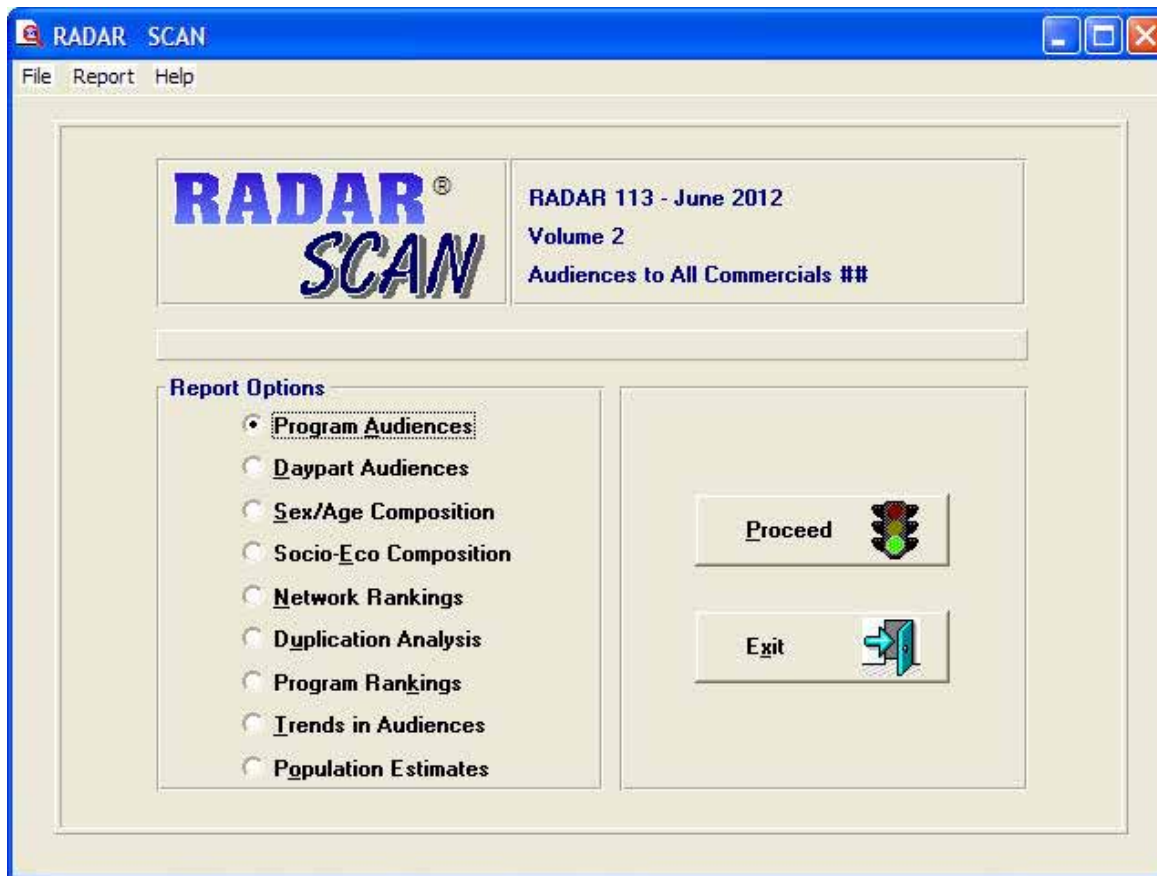 RADAR SCAN
File Report Help
RADAR®
SCAN
RADAR 113 - June 2012
Volume 2
Audiences to All Commercials ##
Report Options
Program Audiences
Daypart Audiences
Sex/Age Composition
Socio-Eco Composition
Network Rankings
Duplication Analysis
Program Rankings
Trends in Audiences
Population Estimates
Proceed
Exit